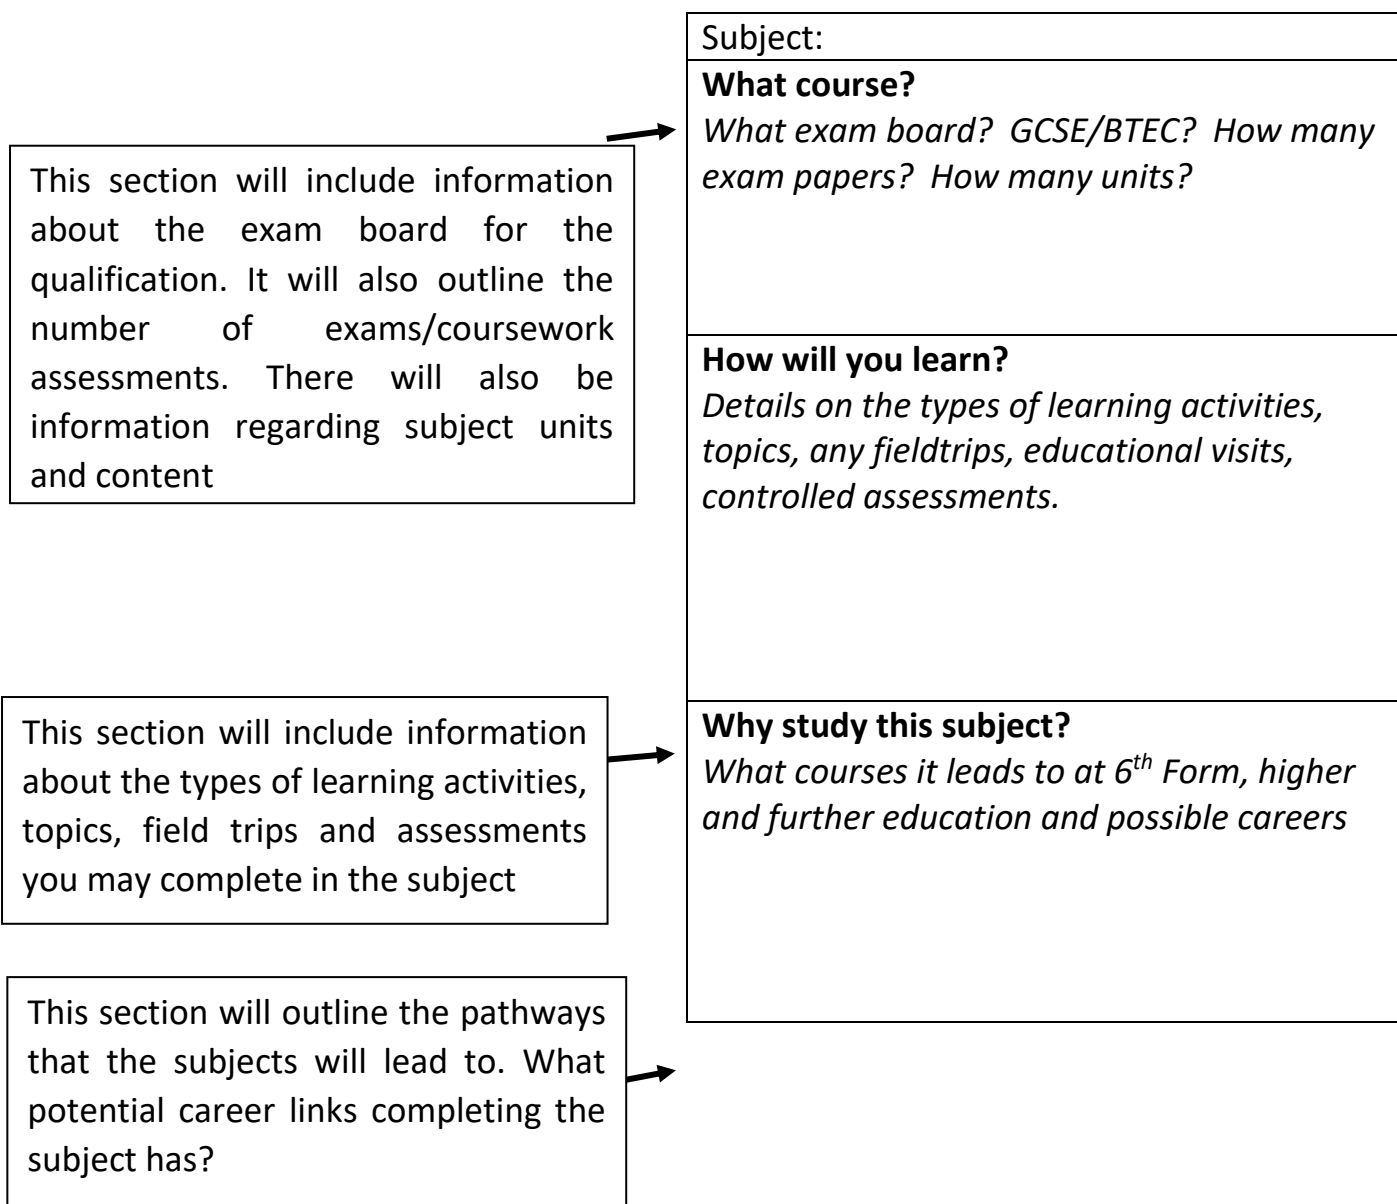 Subject:
What course?
What exam board?  GCSE/BTEC?  How many
exam papers?  How many units?
This section will include information
about the exam board for the
qualification. It will also outline the
number of exams/coursework
assessments. There will also be
information regarding subject units
and content
How will you learn?
Details on the types of learning activities,
topics, any fieldtrips, educational visits,
controlled assessments.
This section will include information
about the types of learning activities,
topics, field trips and assessments
you may complete in the subject
Why study this subject?
What courses it leads to at 6th Form, higher
and further education and possible careers
This section will outline the pathways
that the subjects will lead to. What
potential career links completing the
subject has?